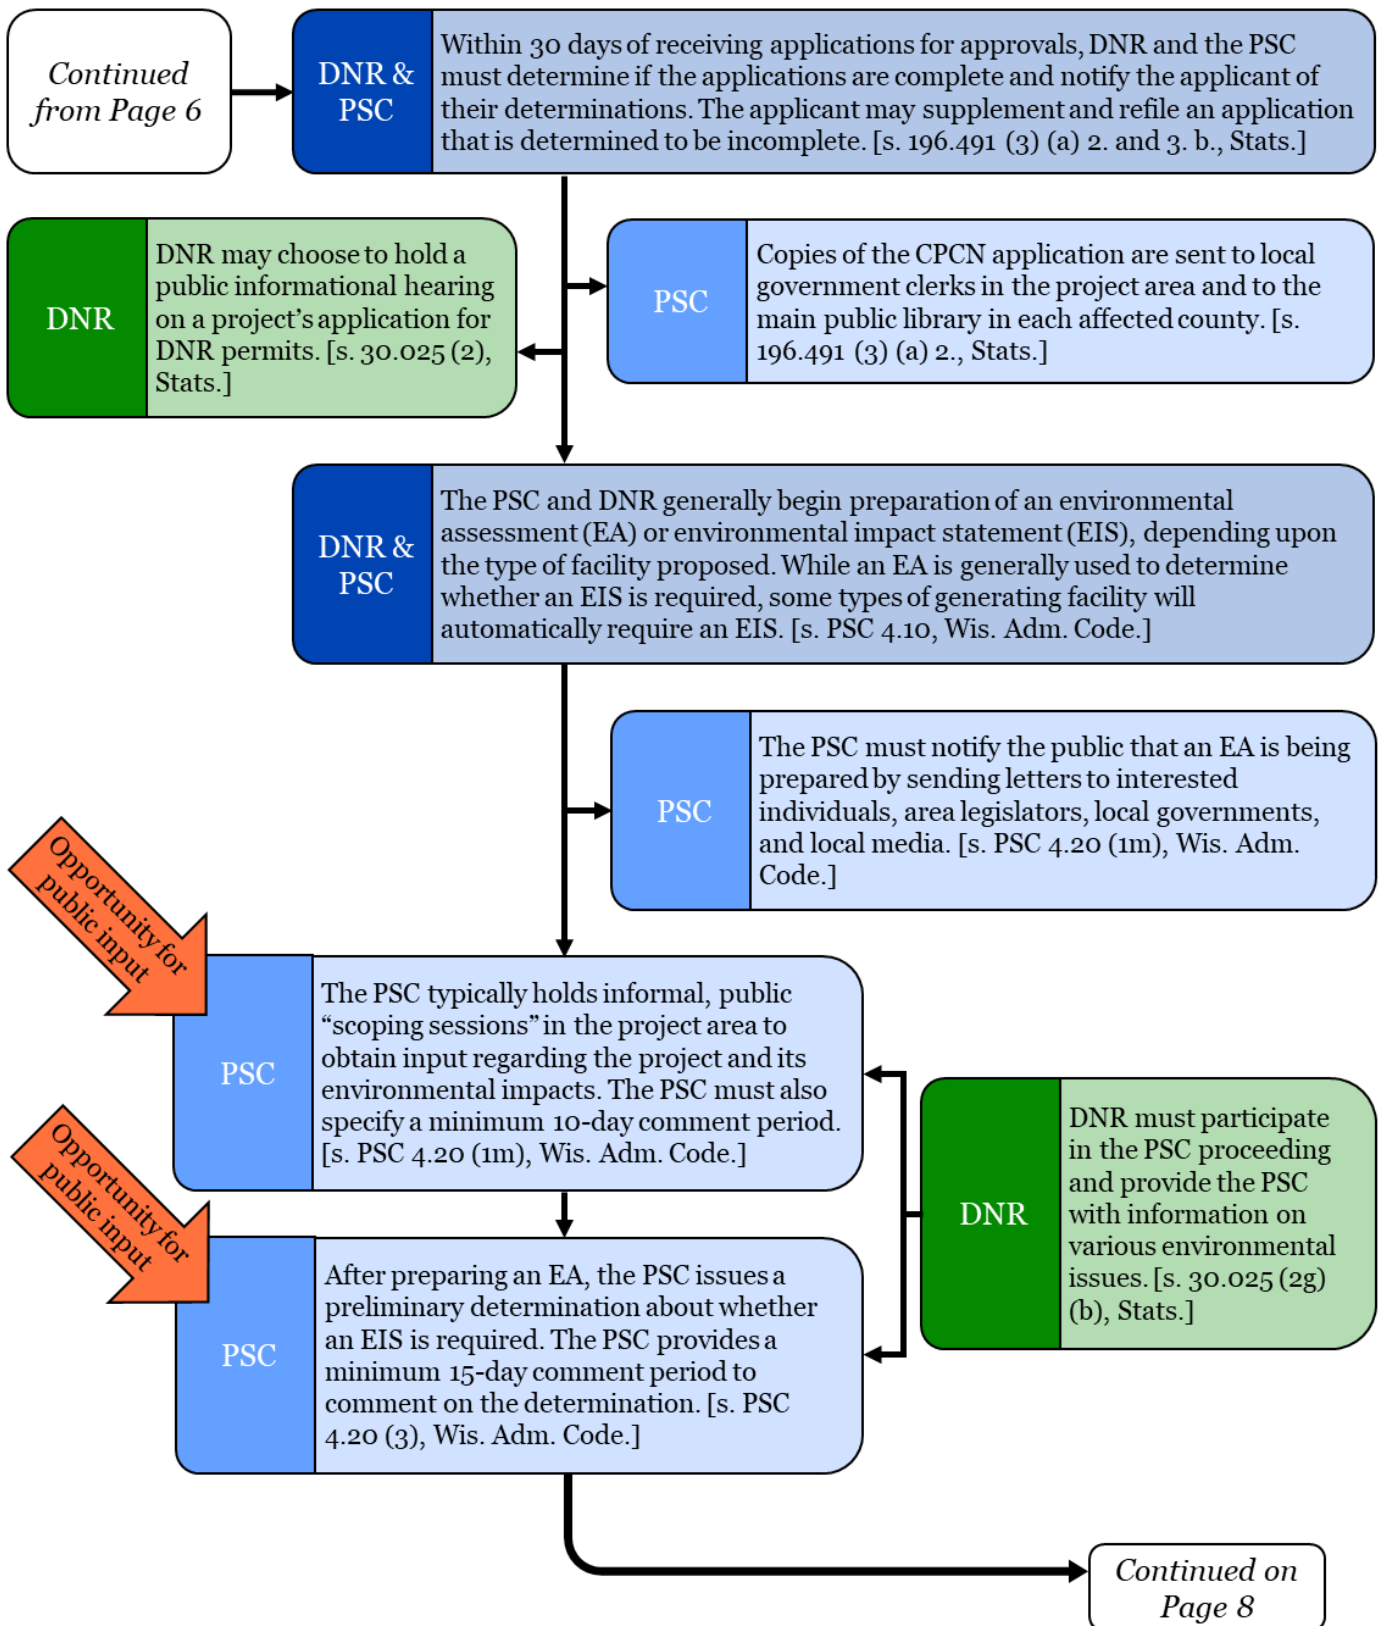 Continued
from Page 6
DNR &
PSC
Within 30 days of receiving applications for approvals, DNR and the PSC
must determine if the applications are complete and notify the applicant of
their determinations. The applicant may supplement and refile an application
that is determined to be incomplete. [s. 196.491 (3) (a) 2. and 3. b., Stats.]
DNR
DNR may choose to hold a
public informational hearing
on a project's application for
DNR permits. [s. 30.025 (2),
Stats.]
PSC
Copies of the CPCN application are sent to local
government clerks in the project area and to the
main public library in each affected county. [s.
196.491 (3) (a) 2., Stats.]
DNR &
PSC
The PSC and DNR generally begin preparation of an environmental
assessment (EA) or environmental impact statement (EIS), depending upon
the type of facility proposed. While an EA is generally used to determine
whether an EIS is required, some types of generating facility will
automatically require an EIS. [s. PSC 4.10, Wis. Adm. Code.]
PSC
The PSC must notify the public that an EA is being
prepared by sending letters to interested
individuals, area legislators, local governments,
and local media. [s. PSC 4.20 (1m), Wis. Adm.
Code.]
Opportunity for
public input
PSC
The PSC typically holds informal, public
“scoping sessions” in the project area to
obtain input regarding the project and its
environmental impacts. The PSC must also
specify a minimum 10-day comment period.
[s. PSC 4.20 (1m), Wis. Adm. Code.]
DNR
DNR must participate
in the PSC proceeding
and provide the PSC
with information on
various environmental
issues. [s. 30.025 (2g)
(b), Stats.]
Opportunity for
public input
PSC
After preparing an EA, the PSC issues a
preliminary determination about whether
an EIS is required. The PSC provides a
minimum 15-day comment period to
comment on the determination. [s. PSC
4.20 (3), Wis. Adm. Code.]
Continued on
Page 8